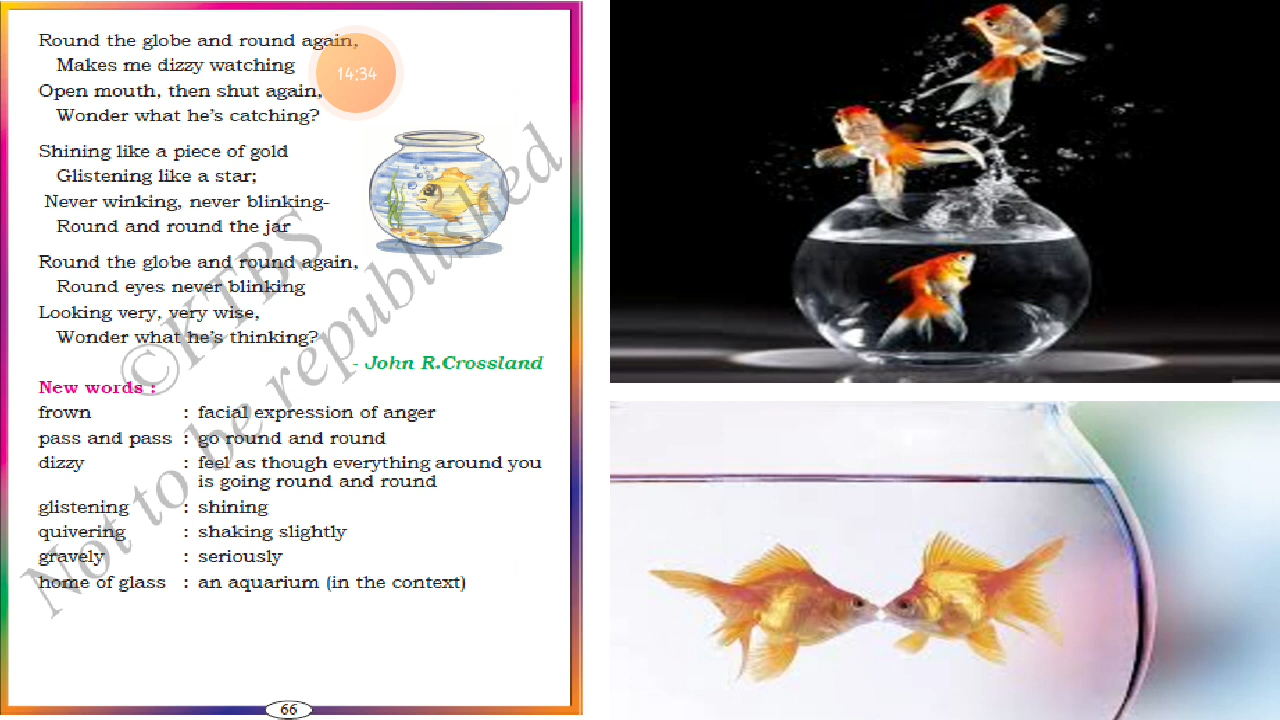 Round the globe and round again,
Makes me dizzy watching
Open mouth, then shut again,
Wonder what he's catching?
Shining like a piece of gold
Glistening like a star;
Never winking, never blinking-
Round and round the jar
Round the globe and round again,
Round eyes never blinking
Looking very, very wise,
Wonder what he's thinking?
- John R.Crossland
New words :
frown : facial expression of anger
pass and pass : go round and round
dizzy : feel as though everything around you
is going round and round
glistening : shining
quivering : shaking slightly
gravely : seriously
home of glass : an aquarium (in the context)
66
14:34
©KTBS
Not to be republished